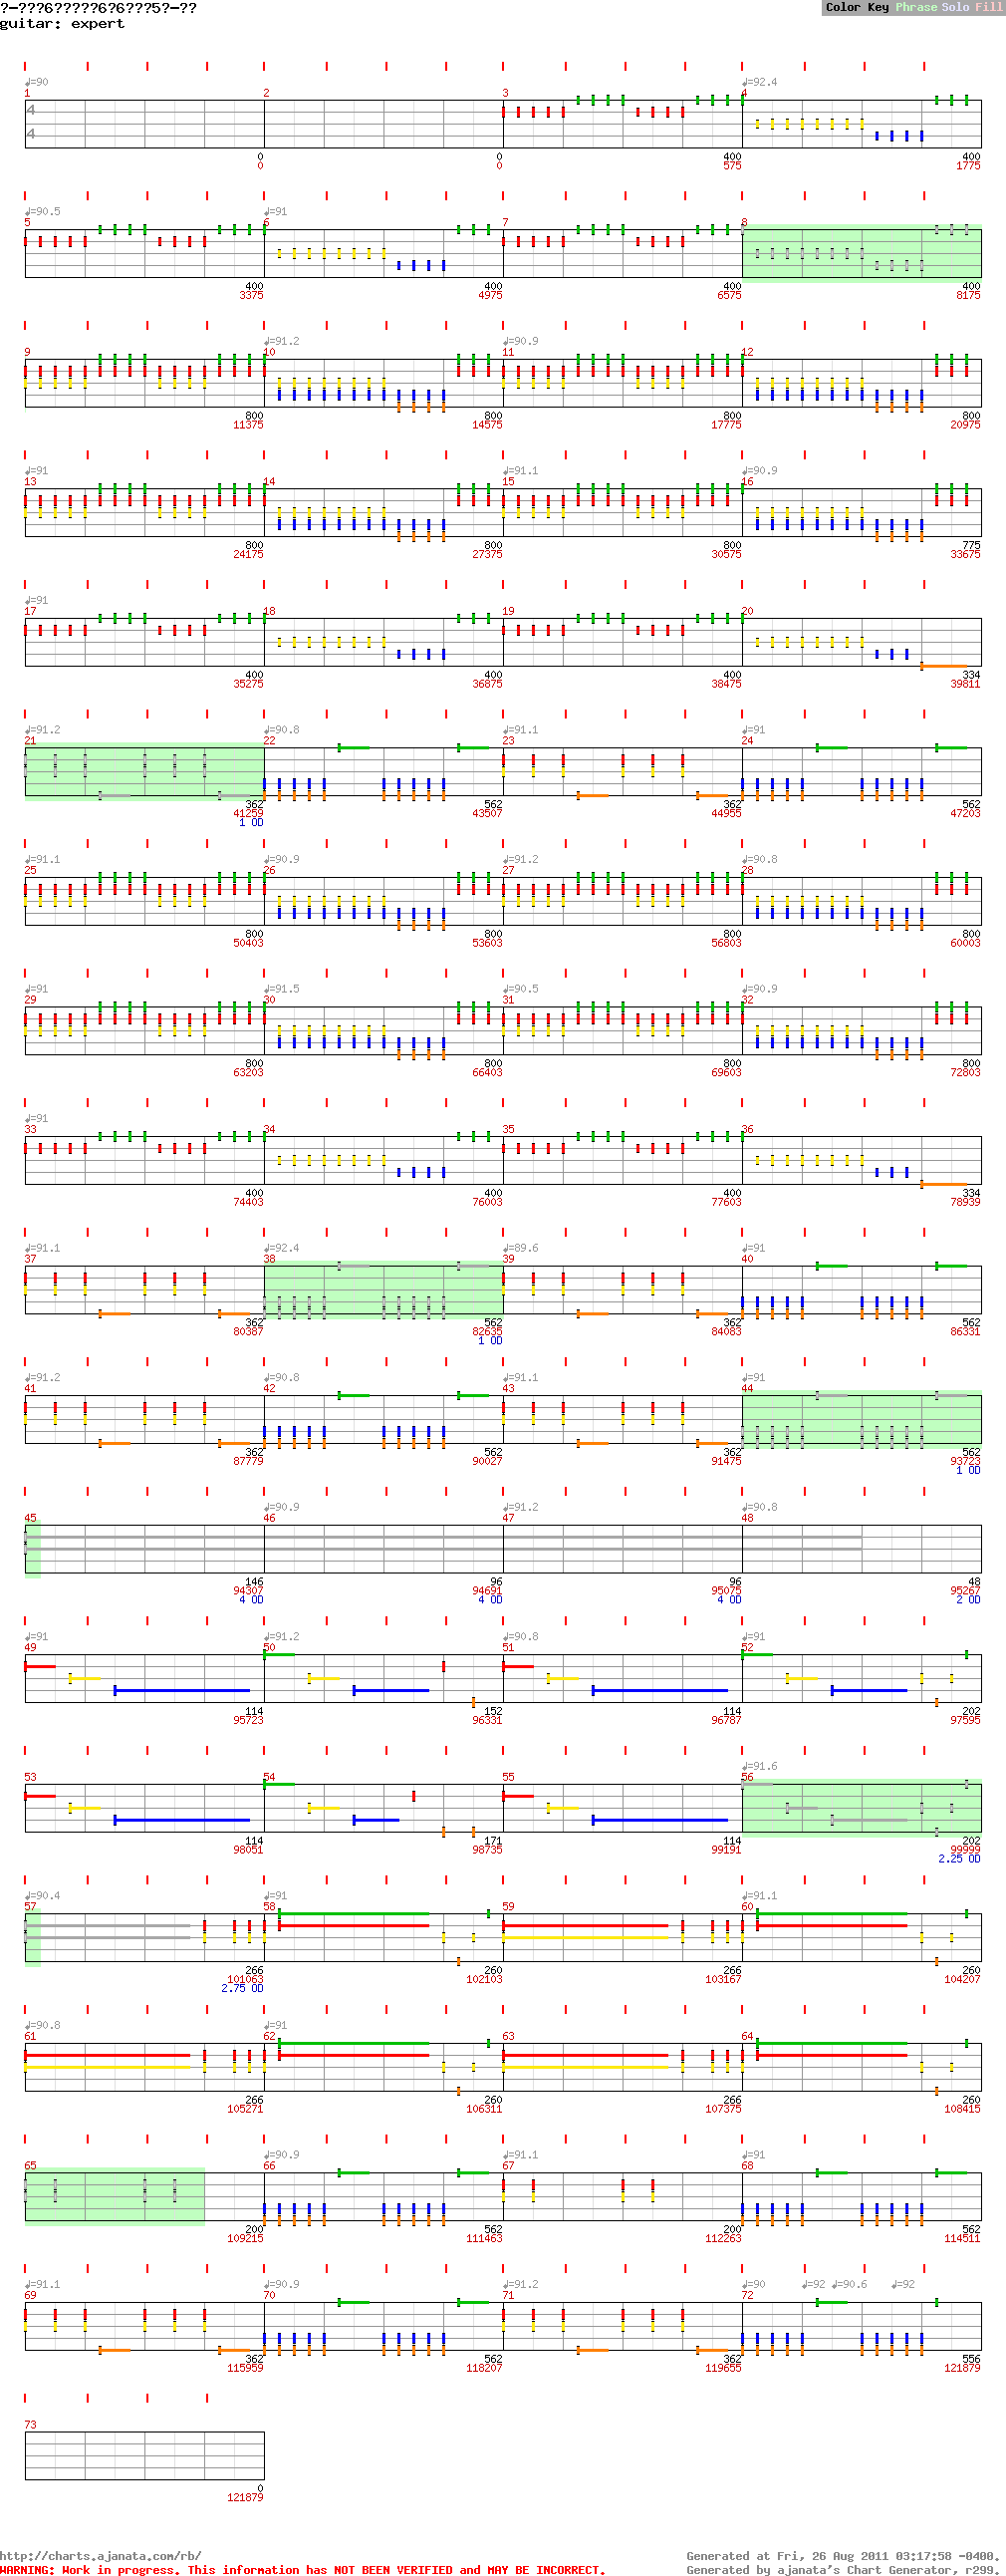 ?-???6?????6?6???5?-??
Color Key Phrase Solo Fill
guitar: expert
♩=90 ♩=92.4
1 2 3 4
4
4
0 0 400 400
0 0 575 1775
♩=90.5 ♩=91
5 6 7 8
400 400 400 400
3375 4975 6575 8175
♩=91.2 ♩=90.9
9 10 11 12
800 800 800 800
11375 14575 17775 20975
♩=91 ♩=91.1 ♩=90.9
13 14 15 16
800 800 800 775
24175 27375 30575 33675
♩=91
17 18 19 20
400 400 400 334
35275 36875 38475 39811
♩=91.2 ♩=90.8 ♩=91.1 ♩=91
21 22 23 24
362 562 362 562
41259 43507 44955 47203
1 OD
♩=91.1 ♩=90.9 ♩=91.2 ♩=90.8
25 26 27 28
800 800 800 800
50403 53603 56803 60003
♩=91 ♩=91.5 ♩=90.5 ♩=90.9
29 30 31 32
800 800 800 800
63203 66403 69603 72803
♩=91
33 34 35 36
400 400 400 334
74403 76003 77603 78939
♩=91.1 ♩=92.4 ♩=89.6 ♩=91
37 38 39 40
362 562 362 562
80387 82635 84083 86331
1 OD
♩=91.2 ♩=90.8 ♩=91.1 ♩=91
41 42 43 44
362 562 362 562
87779 90027 91475 93723
1 OD
♩=90.9 ♩=91.2 ♩=90.8
45 46 47 48
146 96 96 48
94307 94691 95075 95267
4 OD 4 OD 4 OD 2 OD
♩=91 ♩=91.2 ♩=90.8 ♩=91
49 50 51 52
114 152 114 202
95723 96331 96787 97595
♩=91.6
53 54 55 56
114 171 114 202
98051 98735 99191 99999
2.25 OD
♩=90.4 ♩=91 ♩=91.1
57 58 59 60
266 260 266 260
101063 102103 103167 104207
2.75 OD
♩=90.8 ♩=91
61 62 63 64
266 260 266 260
105271 106311 107375 108415
♩=90.9 ♩=91.1 ♩=91
65 66 67 68
200 562 200 562
109215 111463 112263 114511
♩=91.1 ♩=90.9 ♩=91.2 ♩=90 ♩=92 ♩=90.6 ♩=92
69 70 71 72
362 562 362 556
115959 118207 119655 121879
73
0
121879
http://charts.ajanata.com/rb/ Generated at Fri, 26 Aug 2011 03:17:58 -0400.
WARNING: Work in progress. This information has NOT BEEN VERIFIED and MAY BE INCORRECT. Generated by ajanata's Chart Generator, r299.